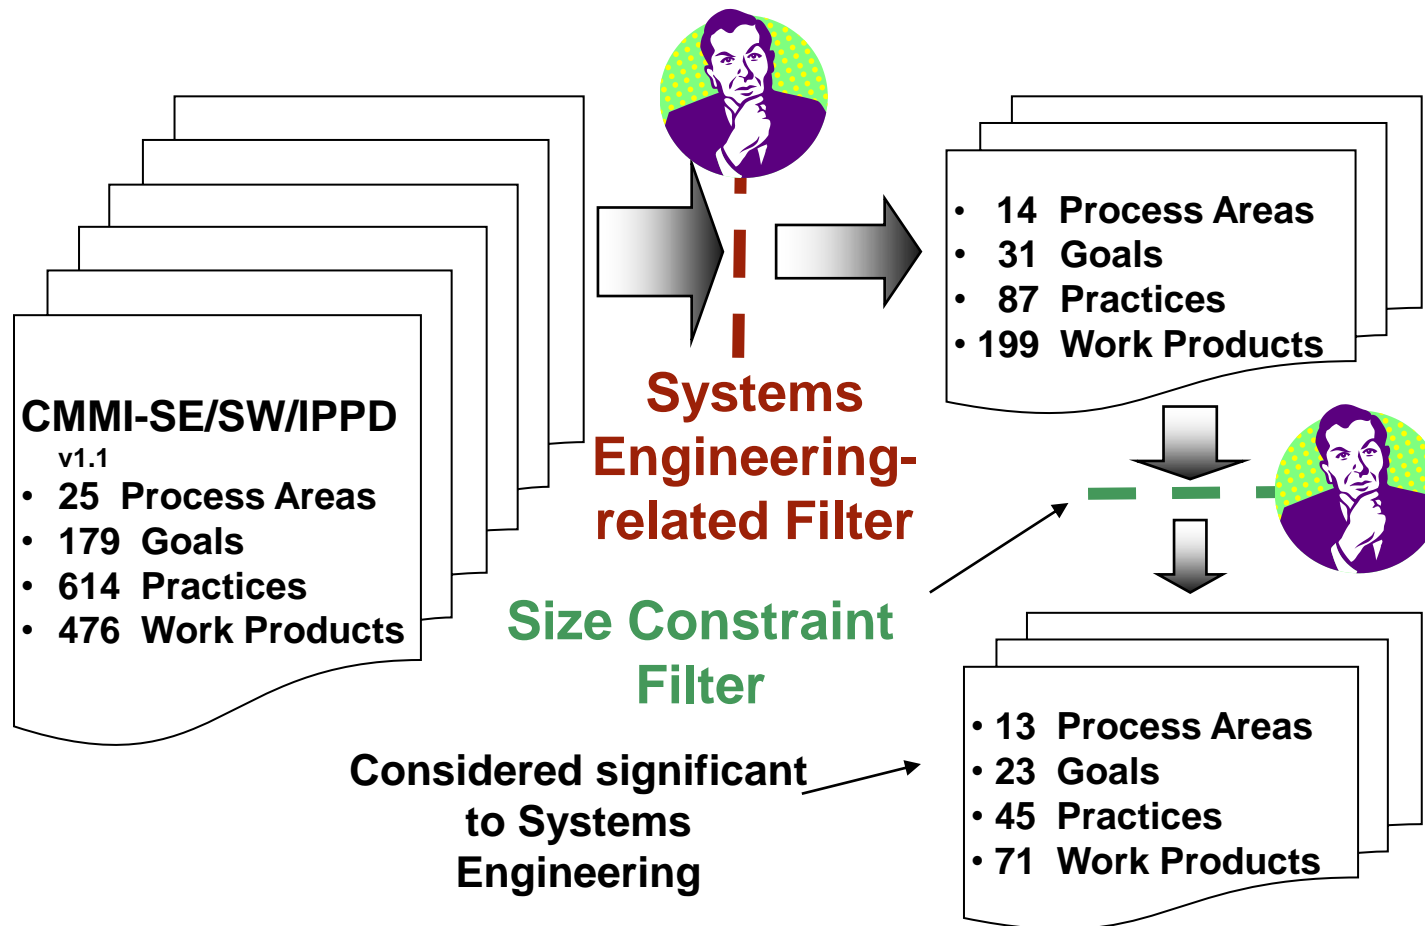 CMMI-SE/SW/IPPD
v1.1
• 25 Process Areas
• 179 Goals
• 614 Practices
• 476 Work Products
Systems
Engineering-
related Filter
• 14 Process Areas
• 31 Goals
• 87 Practices
• 199 Work Products
Size Constraint
Filter
Considered significant
to Systems
Engineering
• 13 Process Areas
• 23 Goals
• 45 Practices
• 71 Work Products